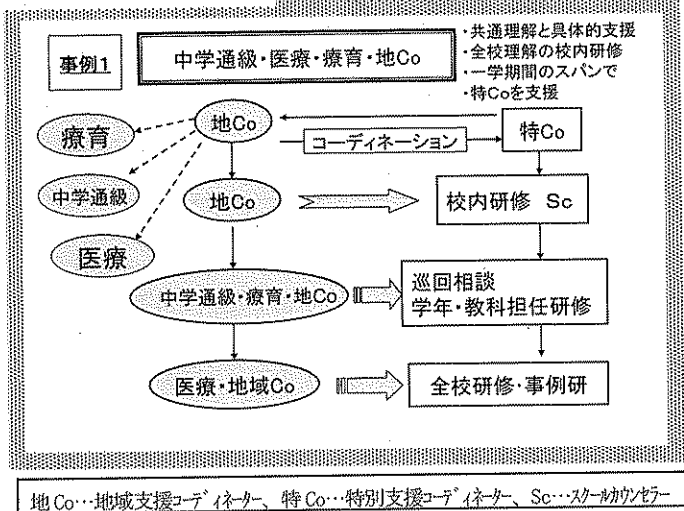 事例1
中学通級・医療・療育・地Co
・共通理解と具体的支援
・全校理解の校内研修
・一学期間のスパンで
・特Coを支援
地Co
コーディネーション
特Co
療育
中学通級
医療
地Co
校内研修 Sc
中学通級・療育・地Co
巡回相談
学年・教科担任研修
医療・地域Co
全校研修・事例研
地Co…地域支援コーディネーター、特Co…特別支援コーディネーター、Sc…スクールカウンセラー